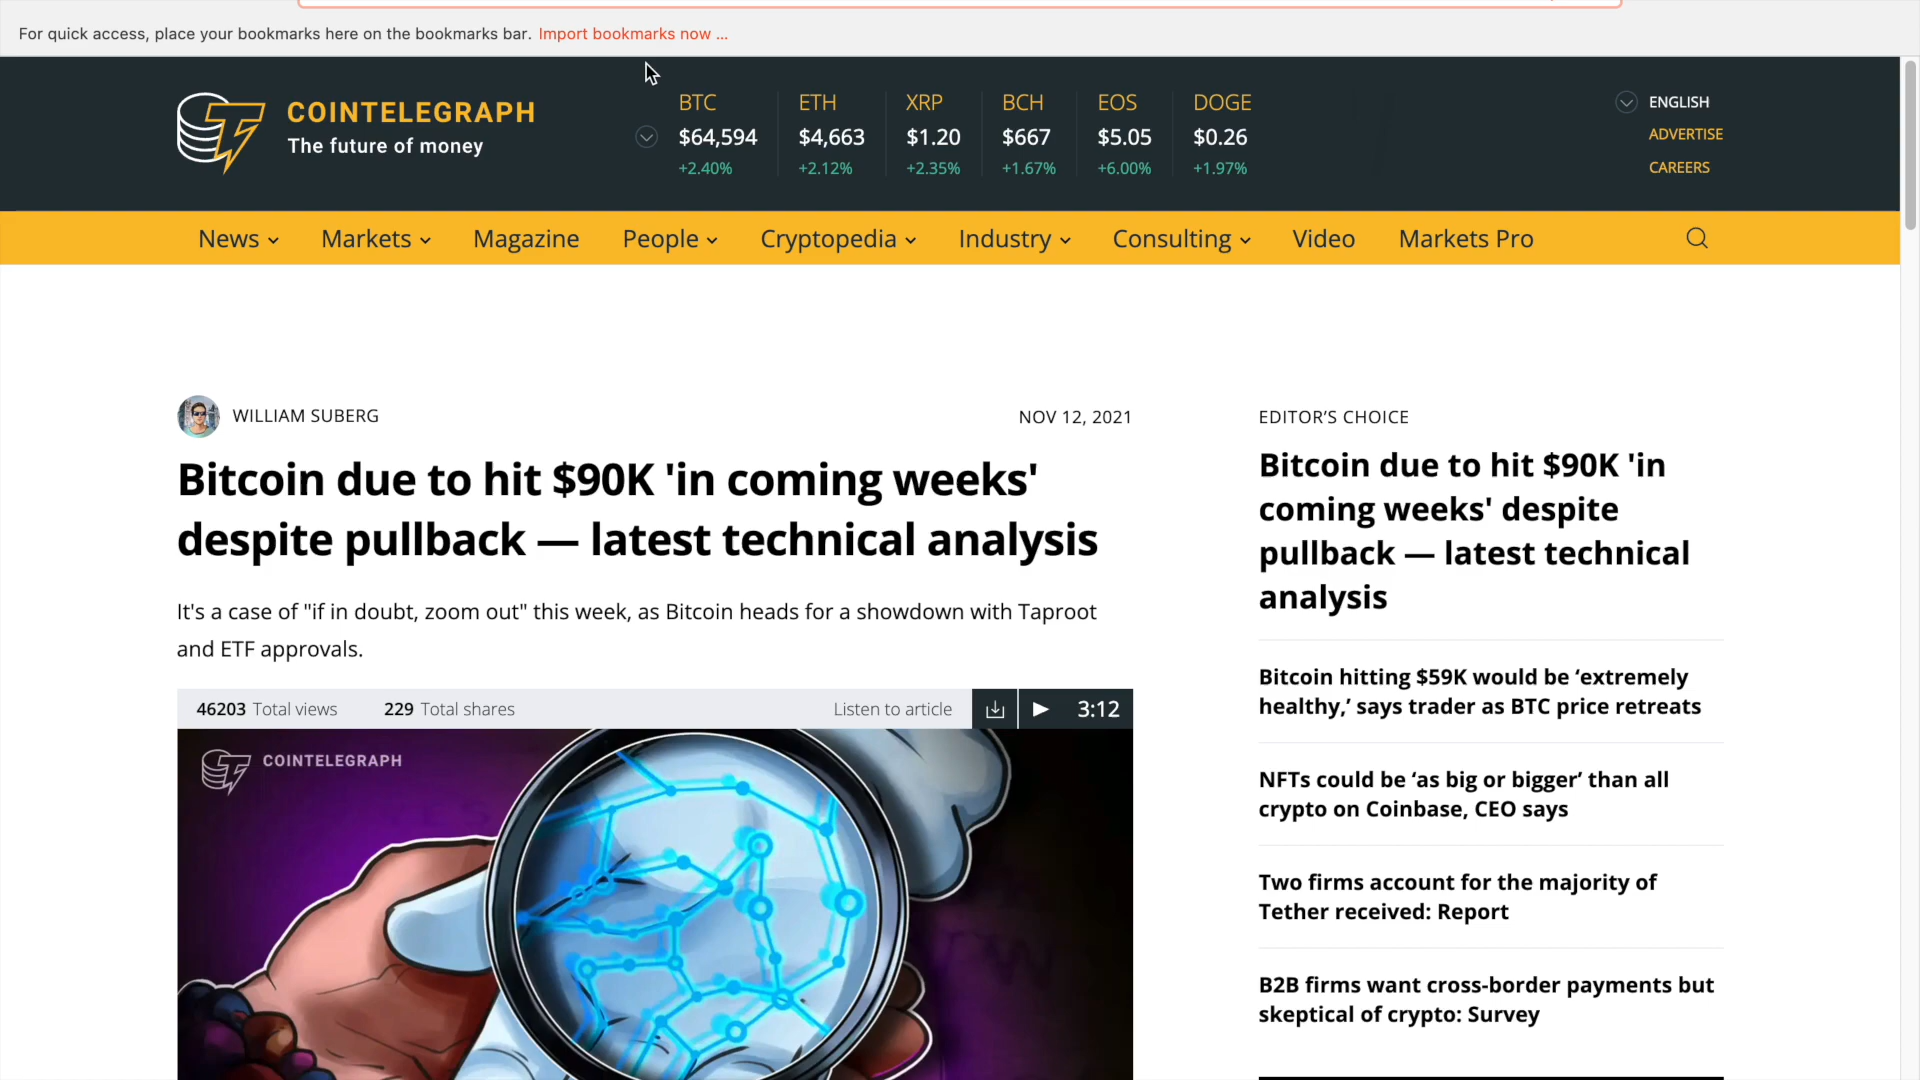 For quick access, place your bookmarks here on the bookmarks bar. Import bookmarks now ...
COINTELEGRAPH
The future of money
BTC
$64,594
+2.40%
ETH
$4,663
+2.12%
XRP
$1.20
+2.35%
BCH
$667
+1.67%
EOS
$5.05
+6.00%
DOGE
$0.26
+1.97%
ENGLISH
ADVERTISE
CAREERS
News Markets Magazine People Cryptopedia Industry Consulting Video Markets Pro
WILLIAM SUBERG
NOV 12, 2021
Bitcoin due to hit $90K 'in coming weeks'
despite pullback — latest technical analysis
It's a case of "if in doubt, zoom out" this week, as Bitcoin heads for a showdown with Taproot
and ETF approvals.
46203 Total views 229 Total shares Listen to article 3:12
COINTELEGRAPH
EDITOR’S CHOICE
Bitcoin due to hit $90K 'in
coming weeks' despite
pullback — latest technical
analysis
Bitcoin hitting $59K would be ‘extremely
healthy,’ says trader as BTC price retreats
NFTs could be ‘as big or bigger’ than all
crypto on Coinbase, CEO says
Two firms account for the majority of
Tether received: Report
B2B firms want cross-border payments but
skeptical of crypto: Survey